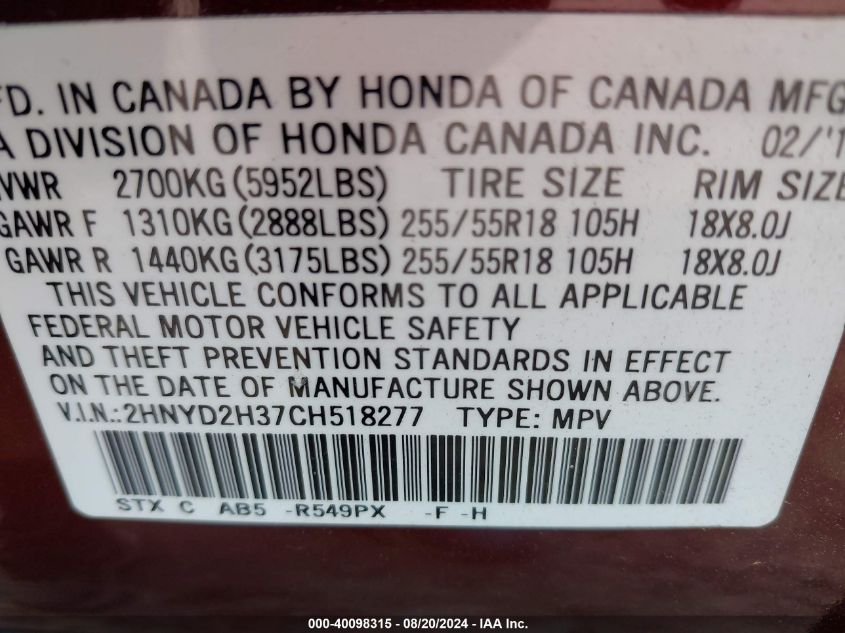 FD. IN CANADA BY HONDA OF CANADA MFG
A DIVISION OF HONDA CANADA INC. 02/'1
VWR 2700KG (5952LBS) TIRE SIZE RIM SIZE
GAWR F 1310KG (2888LBS) 255/55R18 105H 18X8.0J
GAWR R 1440KG (3175LBS) 255/55R18 105H 18X8.0J
THIS VEHICLE CONFORMS TO ALL APPLICABLE
FEDERAL MOTOR VEHICLE SAFETY
AND THEFT PREVENTION STANDARDS IN EFFECT
ON THE DATE OF MANUFACTURE SHOWN ABOVE.
V.I.N.:2HNYD2H37CH518277 TYPE: MPV
STX C AB5 -R549PX -F -H
000-40098315 - 08/20/2024 - IAA Inc.